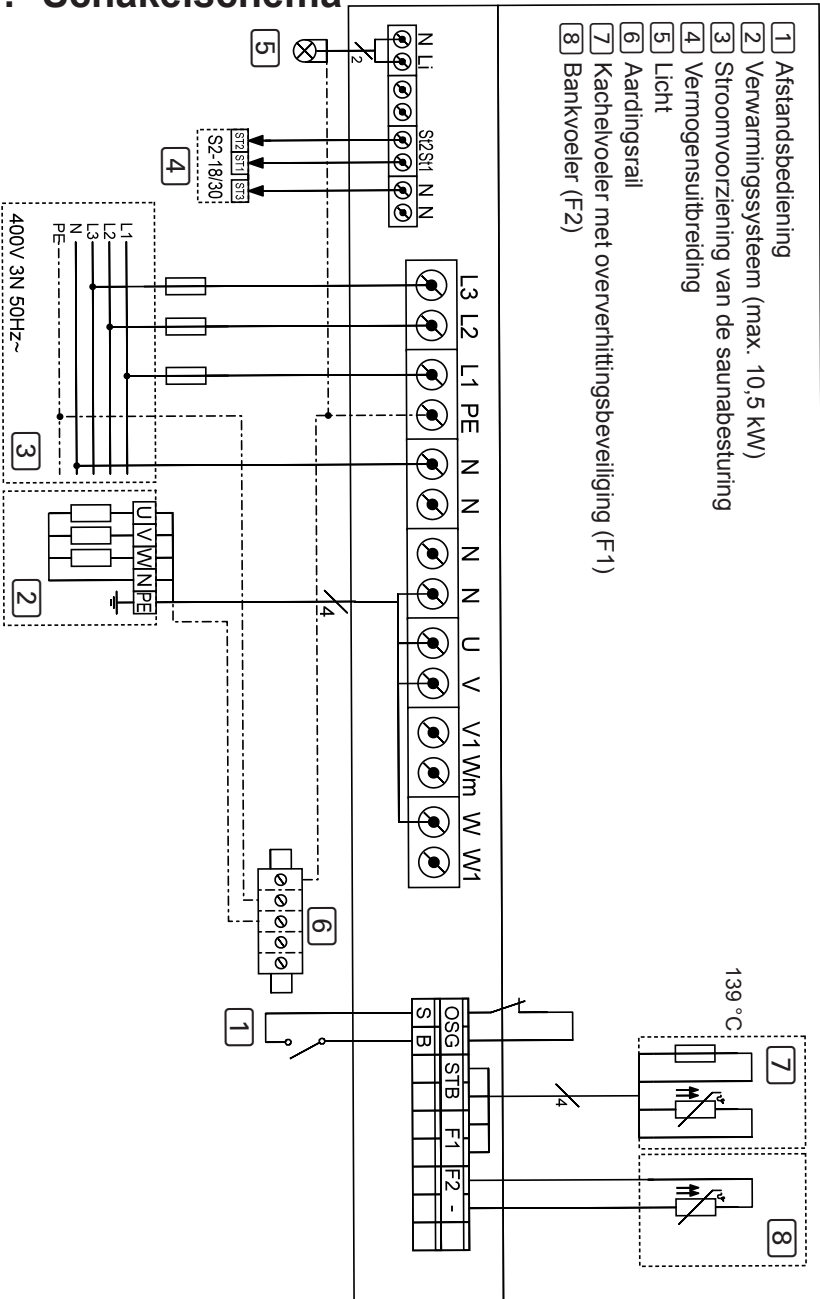 Schakelschema
1 Afstandsbediening
2 Verwarmingssysteem (max. 10,5 kW)
3 Stroomvoorziening van de saunabesturing
4 Vermogensuitbreiding
5 Licht
6 Aardingsrail
7 Kachelvoeler met oververhittingsbeveiliging (F1)
8 Bankvoeler (F2)
N Li St2 St1 N N
L3 L2 L1 PE N N N N U V V1 Wm W W1
5
2
ST2 ST1 ST3
S2-18/30
4
L1
L2
L3
N
PE
400V 3N 50Hz~
3
U V W N PE
2
4
6
1
S B
OSG STB F1 F2 -
4
139 °C
7
ϑ
8
ϑ